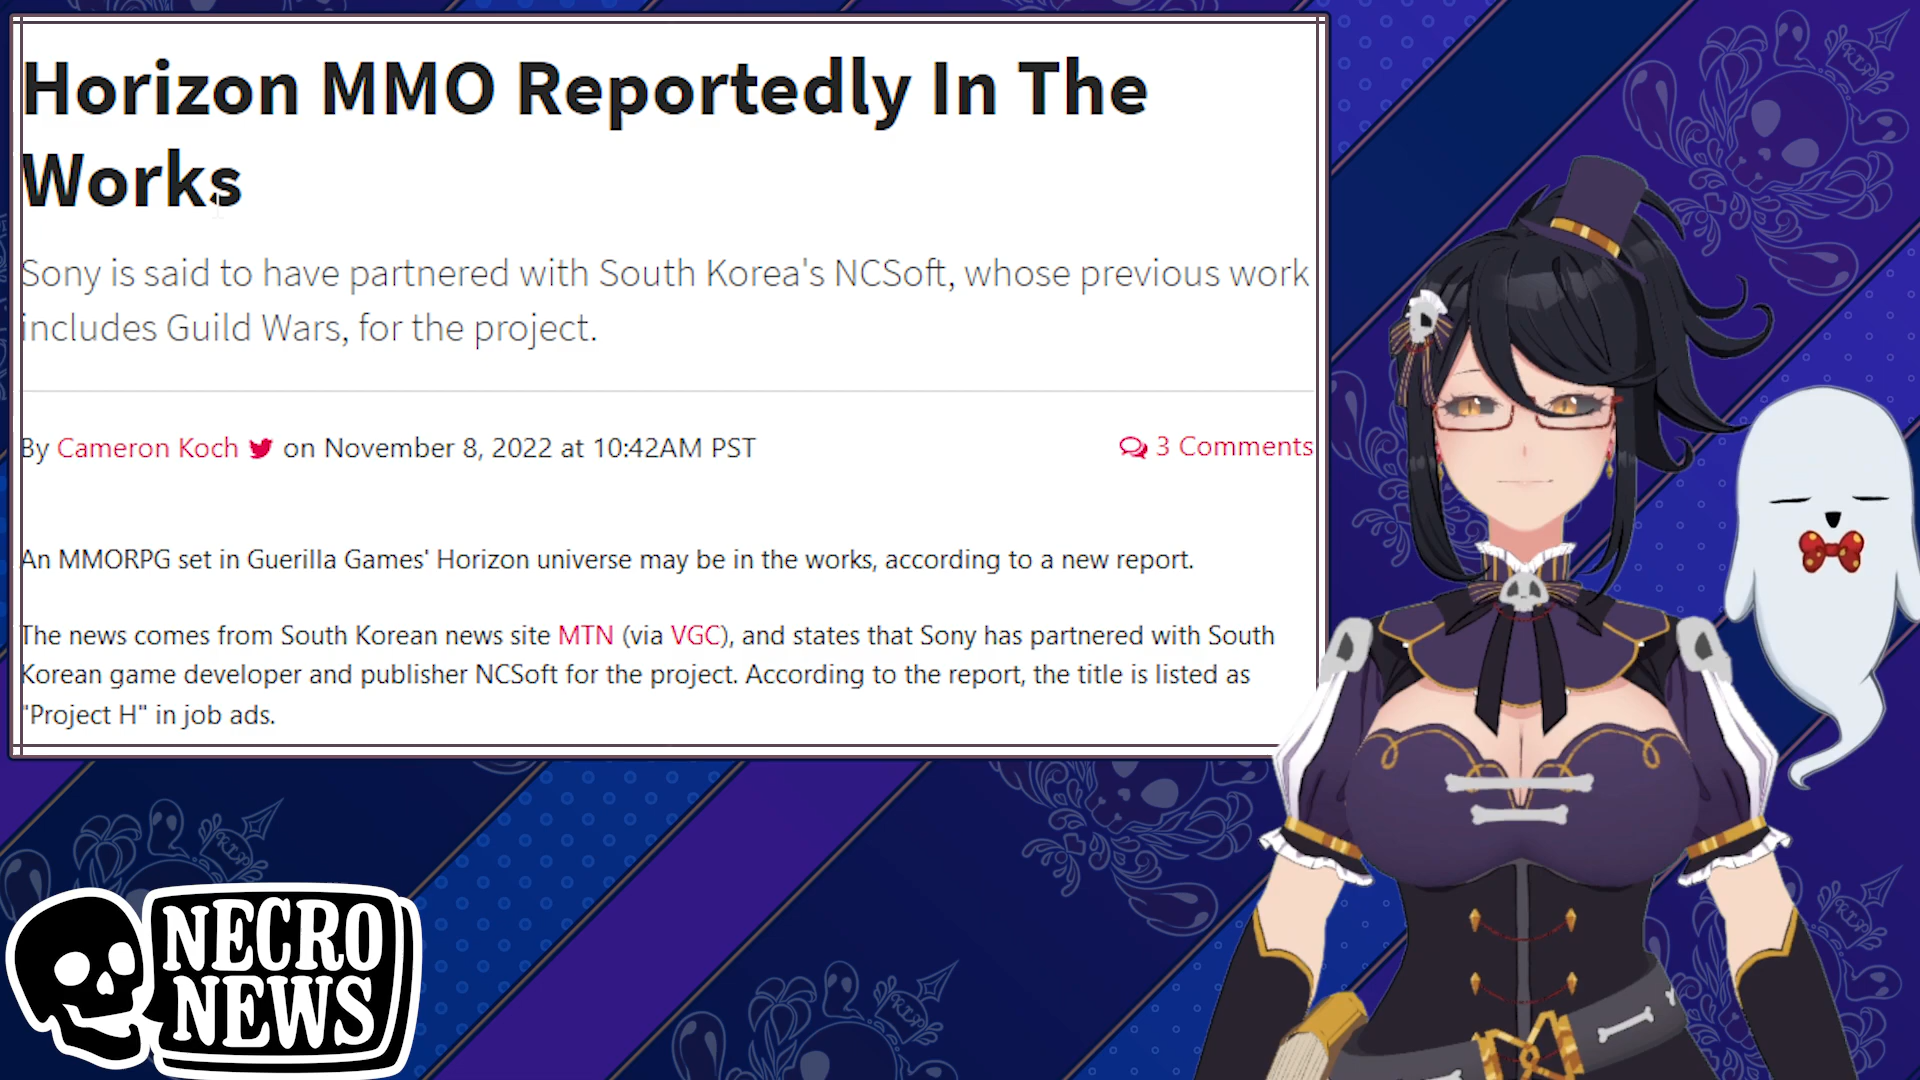 Horizon MMO Reportedly In The
Works
Sony is said to have partnered with South Korea's NCSoft, whose previous work
includes Guild Wars, for the project.
By Cameron Koch on November 8, 2022 at 10:42AM PST
3 Comments
An MMORPG set in Guerilla Games' Horizon universe may be in the works, according to a new report.
The news comes from South Korean news site MTN (via VGC), and states that Sony has partnered with South
Korean game developer and publisher NCSoft for the project. According to the report, the title is listed as
"Project H" in job ads.
NECRO
NEWS